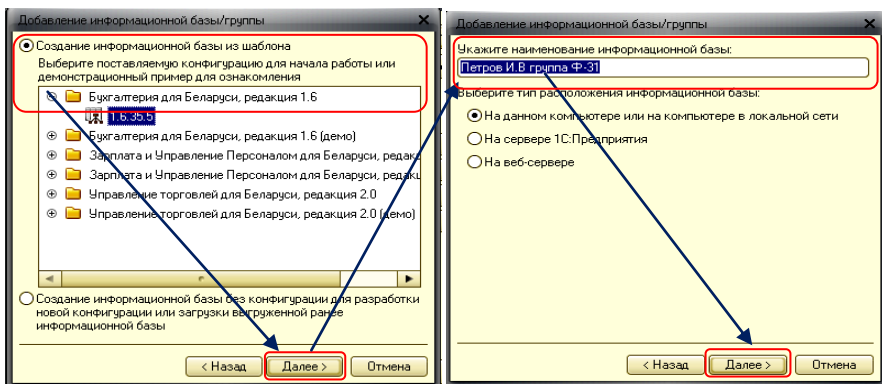 Добавление информационной базы/группы
Создание информационной базы из шаблона
Выберите поставляемую конфигурацию для начала работы или
демонстрационный пример для ознакомления
Бухгалтерия для Беларуси, редакция 1.6
1.6.35.5
Бухгалтерия для Беларуси, редакция 1.6 (демо)
Зарплата и Управление Персоналом для Беларуси, редакц
Зарплата и Управление Персоналом для Беларуси, редакц
Управление торговлей для Беларуси, редакция 2.0
Управление торговлей для Беларуси, редакция 2.0 (демо)
Создание информационной базы без конфигурации для разработки
новой конфигурации или загрузки выгруженной ранее
информационной базы
< Назад Далее > Отмена
Добавление информационной базы/группы
Укажите наименование информационной базы:
Петров И.В группа Ф-31
Выберите тип расположения информационной базы:
На данном компьютере или на компьютере в локальной сети
На сервере 1С:Предприятия
На веб-сервере
< Назад Далее > Отмена